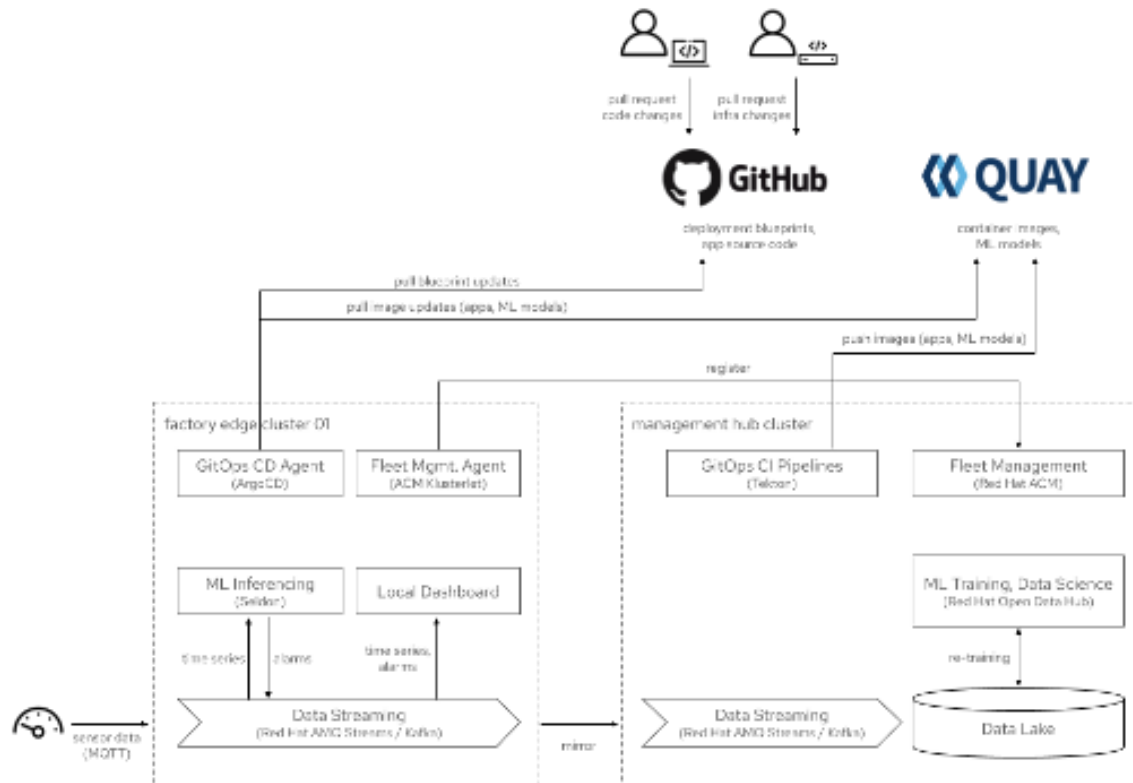 </>
</>
pull request
code changes
pull request
infra changes
GitHub
QUAY
deployment blueprints,
app source code
container images,
ML models
pull blueprint updates
pull image updates (apps, ML models)
push images (apps, ML models)
register
factory edge cluster 01
management hub cluster
GitOps CD Agent
(ArgoCD)
Fleet Mgmt. Agent
(ACM Klusterlet)
GitOps CI Pipelines
(Tekton)
Fleet Management
(Red Hat ACM)
ML Inferencing
(Seldon)
Local Dashboard
ML Training, Data Science
(Red Hat Open Data Hub)
time series
alarms
time series,
alarms
re-training
Data Streaming
(Red Hat AMQ Streams / Kafka)
Data Streaming
(Red Hat AMQ Streams / Kafka)
Data Lake
sensor data
(MQTT)
mirror